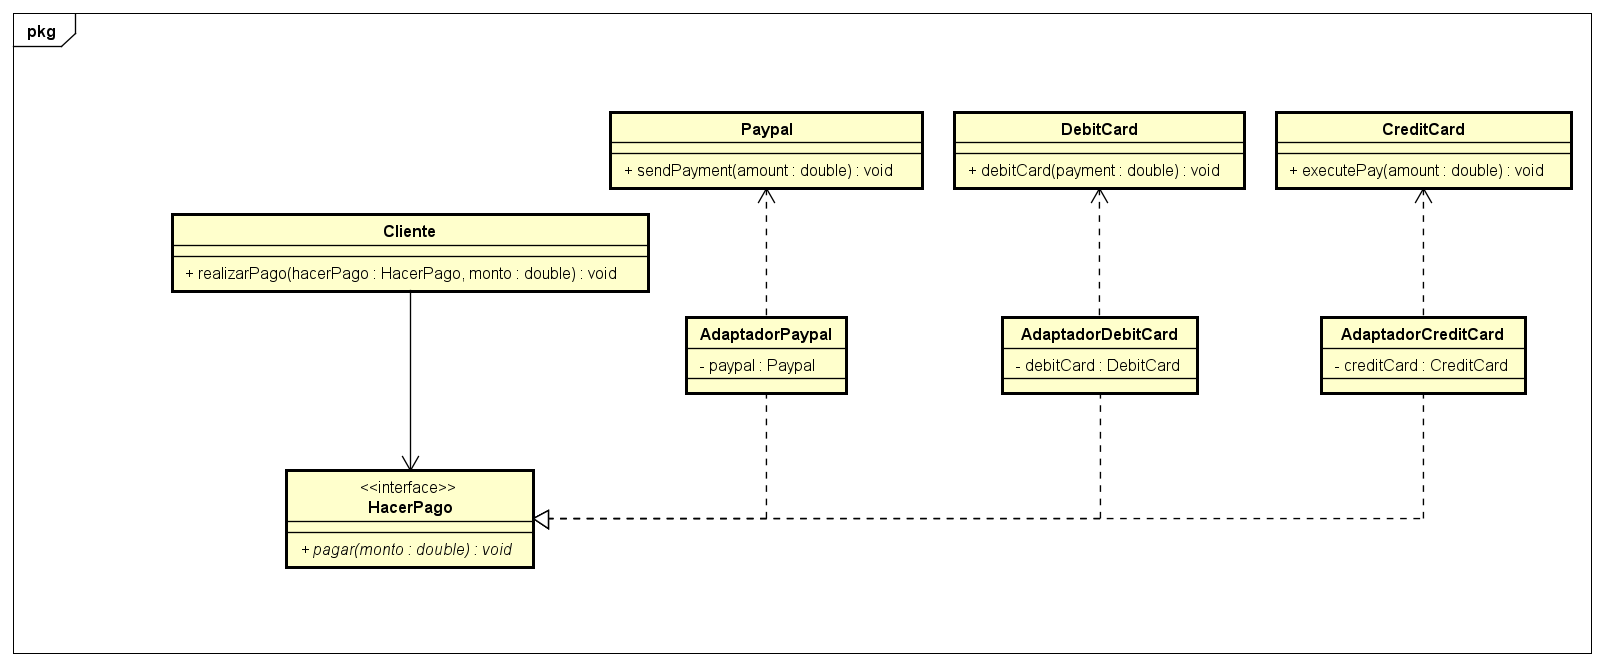 pkg
Paypal
+ sendPayment(amount : double) : void
DebitCard
+ debitCard(payment : double) : void
CreditCard
+ executePay(amount : double) : void
Cliente
+ realizarPago(hacerPago : HacerPago, monto : double) : void
AdaptadorPaypal
- paypal : Paypal
AdaptadorDebitCard
- debitCard : DebitCard
AdaptadorCreditCard
- creditCard : CreditCard
<<interface>>
HacerPago
+ pagar(monto : double) : void